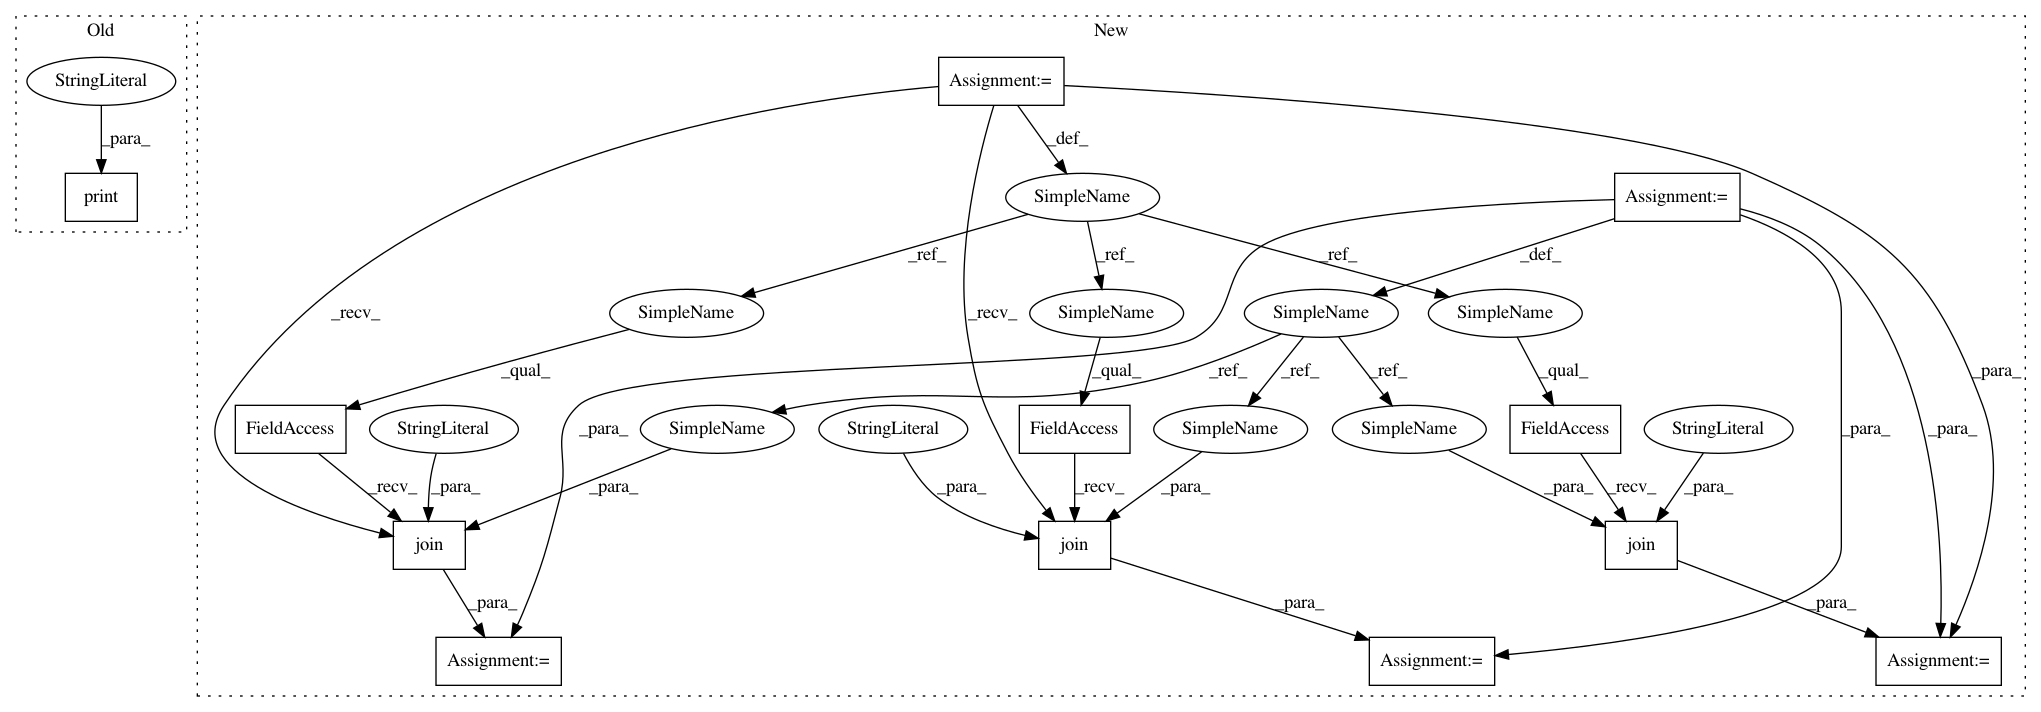 Old
New
StringLiteral
Assignment:=
_para_
_def_
print
SimpleName
Assignment:=
_ref_
_ref_
_ref_
_def_
_recv_
SimpleName
_recv_
SimpleName
SimpleName
SimpleName
_qual_
_qual_
_ref_
_ref_
_ref_
_qual_
_para_
FieldAccess
StringLiteral
_para_
SimpleName
StringLiteral
FieldAccess
SimpleName
SimpleName
FieldAccess
StringLiteral
_para_
_para_
_recv_
_para_
_para_
_para_
_recv_
_para_
_para_
_recv_
_para_
join
join
join
_para_
_para_
_para_
Assignment:=
Assignment:=
Assignment:=